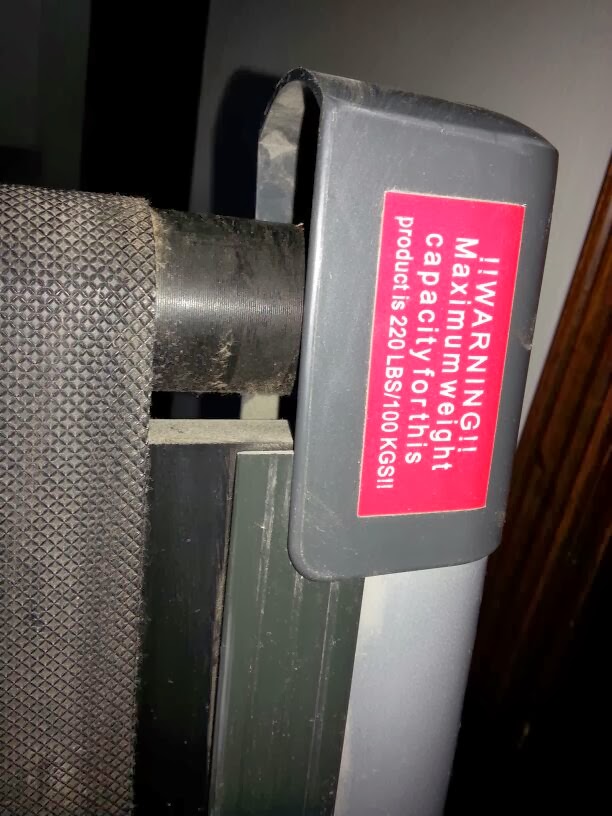 !!WARNING!!
Maximum weight
capacity for this
product is 220 LBS/100 KGS!!